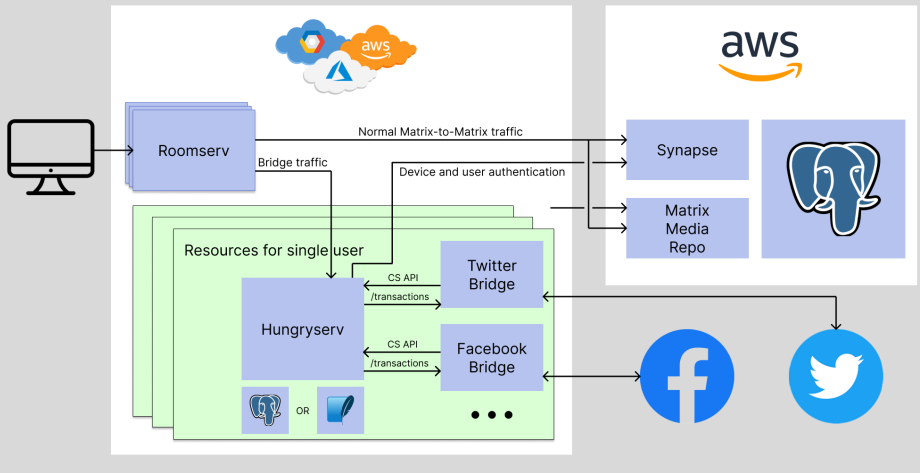 aws
aws
Roomserv
Normal Matrix-to-Matrix traffic
Bridge traffic
Device and user authentication
Synapse
Matrix
Media
Repo
Resources for single user
Twitter
Bridge
CS API
/transactions
Hungryserv
Facebook
Bridge
CS API
/transactions
OR